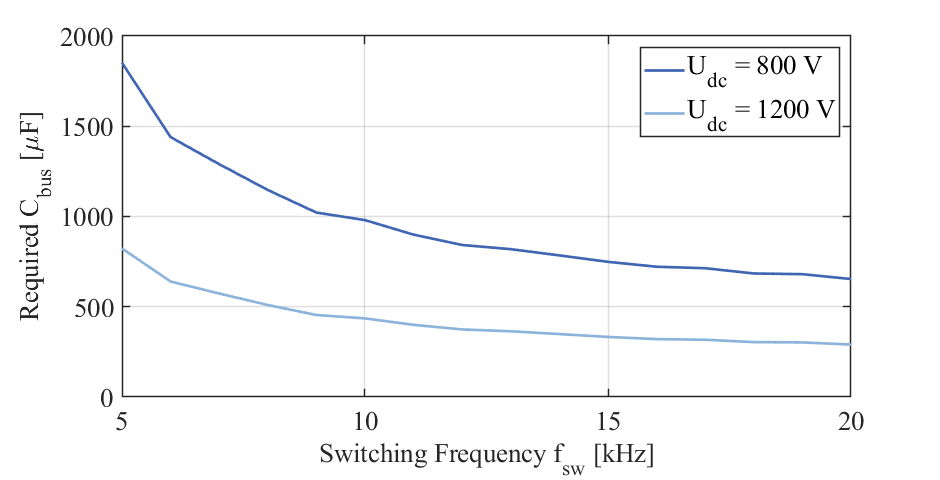 2000
1500
1000
500
0
5
10
15
20
Required C_bus [μF]
Switching Frequency f_sw [kHz]
U_dc = 800 V
U_dc = 1200 V